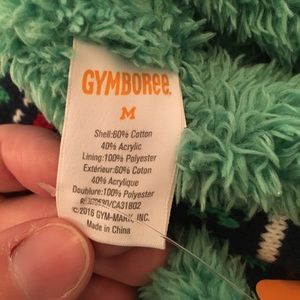 GYMBOREE
M
Shell:60% Cotton
40% Acrylic
Lining:100% Polyester
Extérieur:60% Coton
40% Acrylique
Doublure:100% Polyester
©2016 GYM-MARK, INC.
Made in China